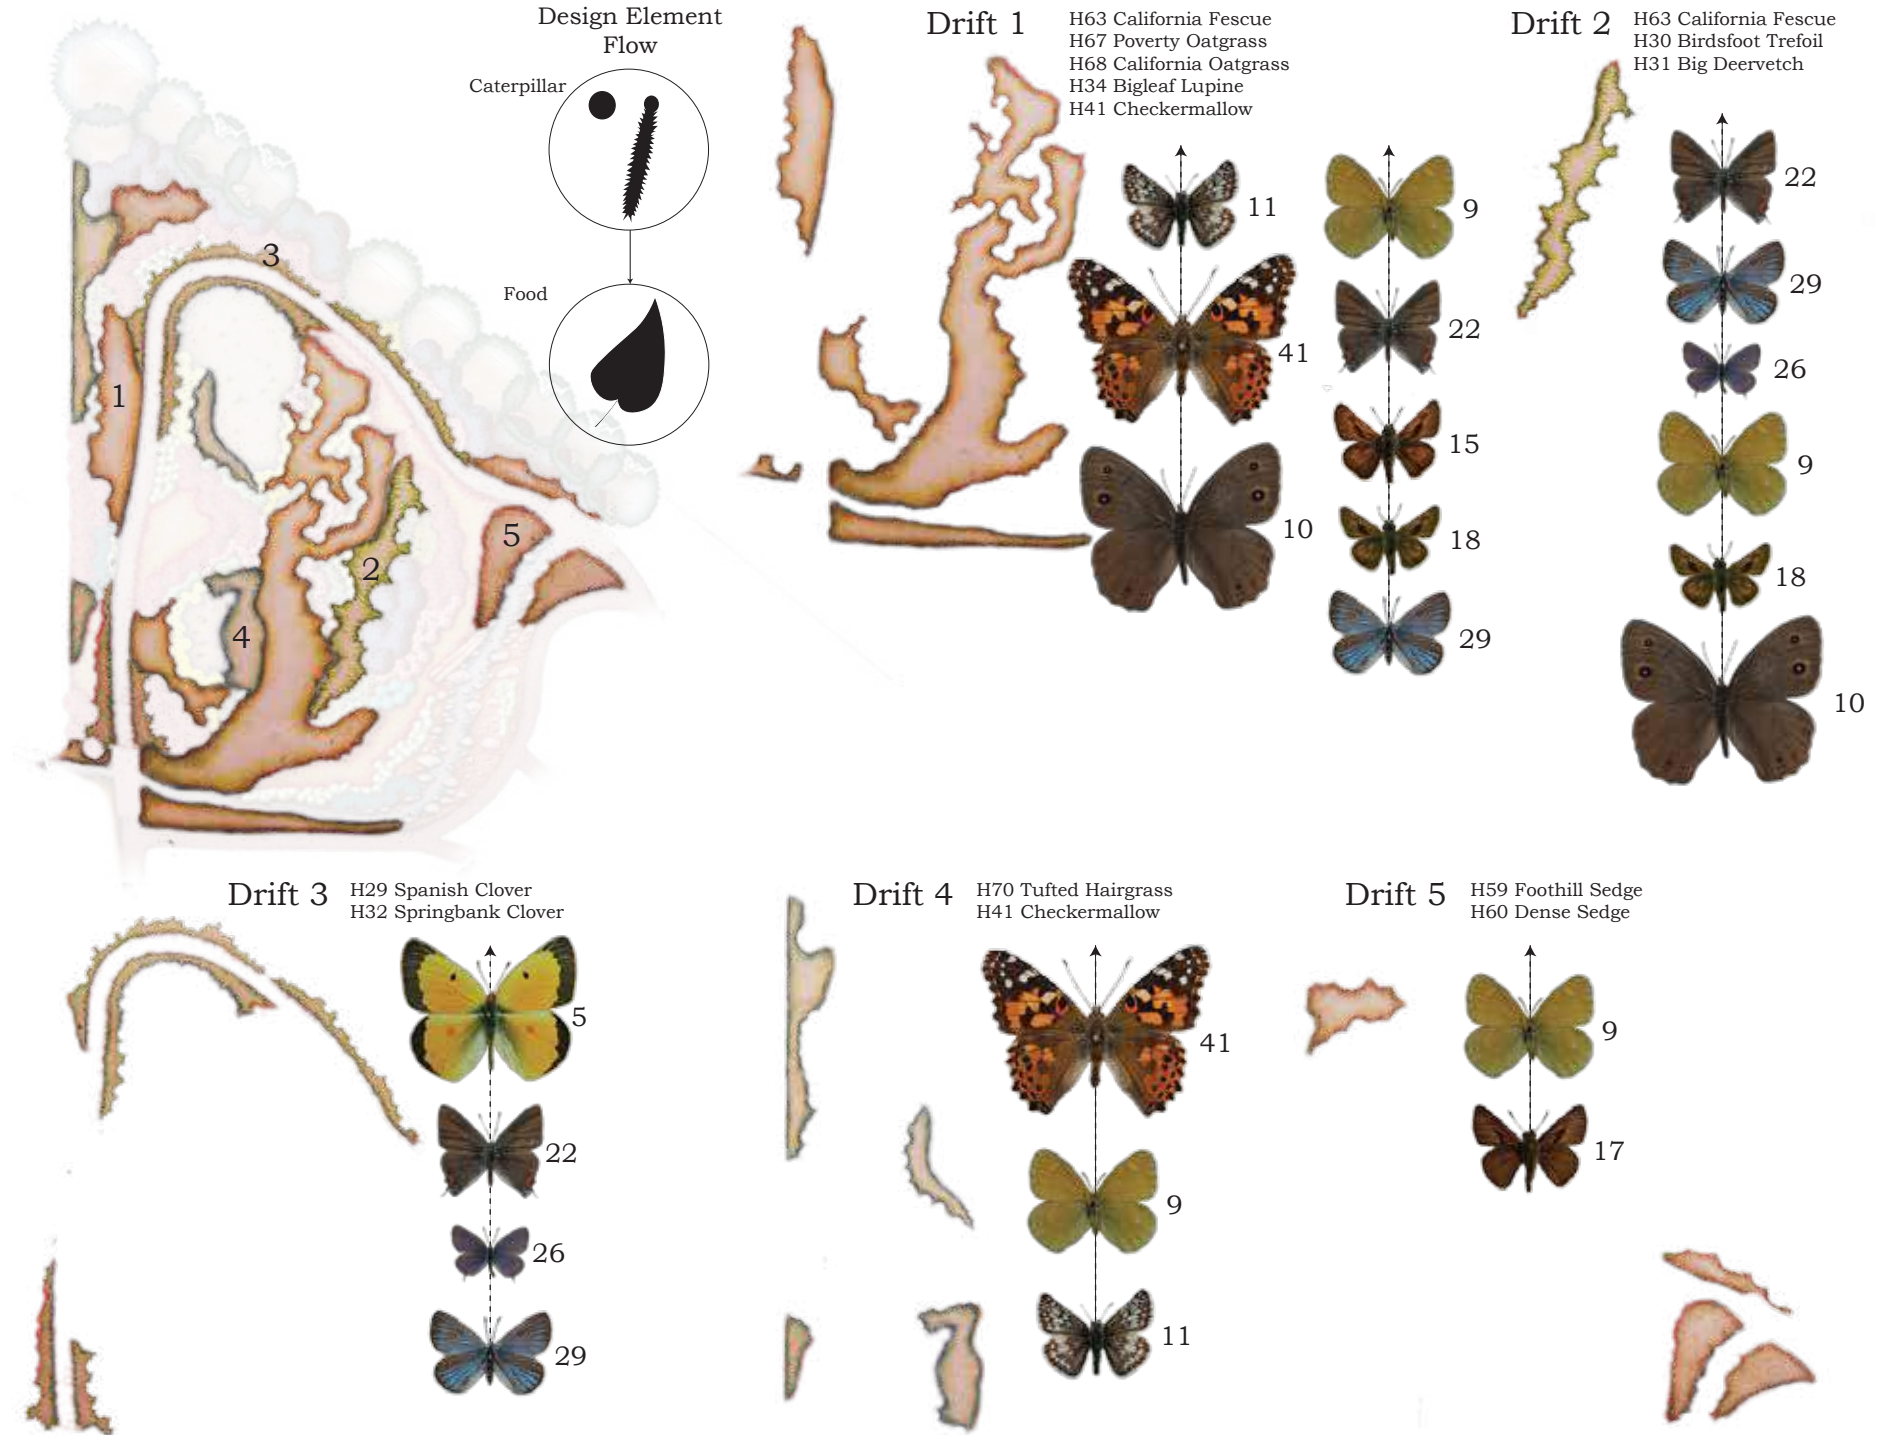 Design Element
Flow
Caterpillar
Food
3
1
2
5
4
Drift 1
H63 California Fescue
H67 Poverty Oatgrass
H68 California Oatgrass
H34 Bigleaf Lupine
H41 Checkermallow
11
41
10
9
22
15
18
29
Drift 2
H63 California Fescue
H30 Birdsfoot Trefoil
H31 Big Deervetch
22
29
26
9
18
10
Drift 3
H29 Spanish Clover
H32 Springbank Clover
5
22
26
29
Drift 4
H70 Tufted Hairgrass
H41 Checkermallow
41
9
11
Drift 5
H59 Foothill Sedge
H60 Dense Sedge
9
17